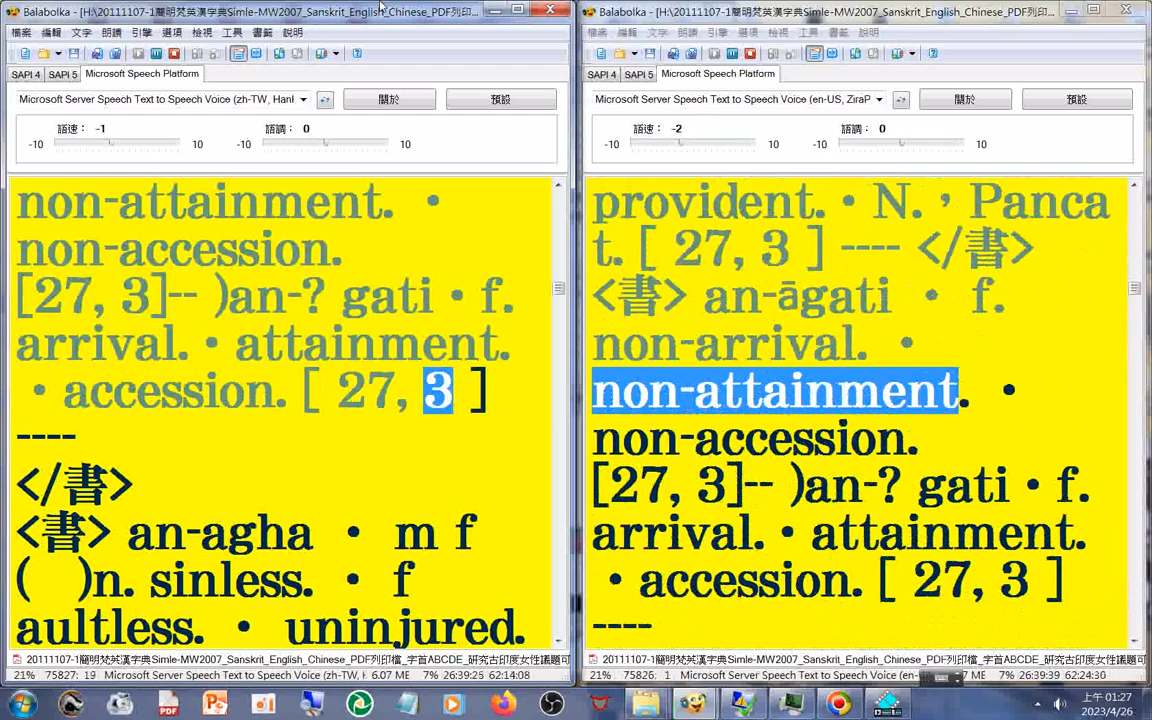 Balabolka - [H:\20111107-1簡明梵英漢字典Simle-MW2007_Sanskrit_English_Chinese_PDF列印...
檔案 編輯 文字 朗讀 引擎 選項 檢視 工具 書籤 說明
SAPI 4 SAPI 5 Microsoft Speech Platform
Microsoft Server Speech Text to Speech Voice (zh-TW, HanI
關於 預設
語速： -1 語調： 0
-10 10 -10 10
non-attainment. •
non-accession.
[27, 3]-- )an-? gati • f.
arrival. • attainment.
• accession. [ 27, 3 ]
----
</書>
<書> an-agha • m f
( )n. sinless. • f
aultless. • uninjured.
20111107-1簡明梵英漢字典Simle-MW2007_Sanskrit_English_Chinese_PDF列印檔_字首ABCDE_研究古印度女性議題可
21% 75827: 19 Microsoft Server Speech Text to Speech Voice (zh-TW, H 6.07 ME 7% 26:39:25 62:14:08
Balabolka - [H:\20111107-1簡明梵英漢字典Simle-MW2007_Sanskrit_English_Chinese_PDF列印...
檔案 編輯 文字 朗讀 引擎 選項 檢視 工具 書籤 說明
SAPI 4 SAPI 5 Microsoft Speech Platform
Microsoft Server Speech Text to Speech Voice (en-US, ZiraP
關於 預設
語速： -2 語調： 0
-10 10 -10 10
provident. • N. , Panca
t. [ 27, 3 ] ---- </書>
<書> an-āgati • f.
non-arrival. •
non-attainment. •
non-accession.
[27, 3]-- )an-? gati • f.
arrival. • attainment.
• accession. [ 27, 3 ]
----
20111107-1簡明梵英漢字典Simle-MW2007_Sanskrit_English_Chinese_PDF列印檔_字首ABCDE_研究古印度女性議題可
21% 75826: 1 Microsoft Server Speech Text to Speech Voice 7% 26:39:39 62:24:30
上午 01:27
2023/4/26